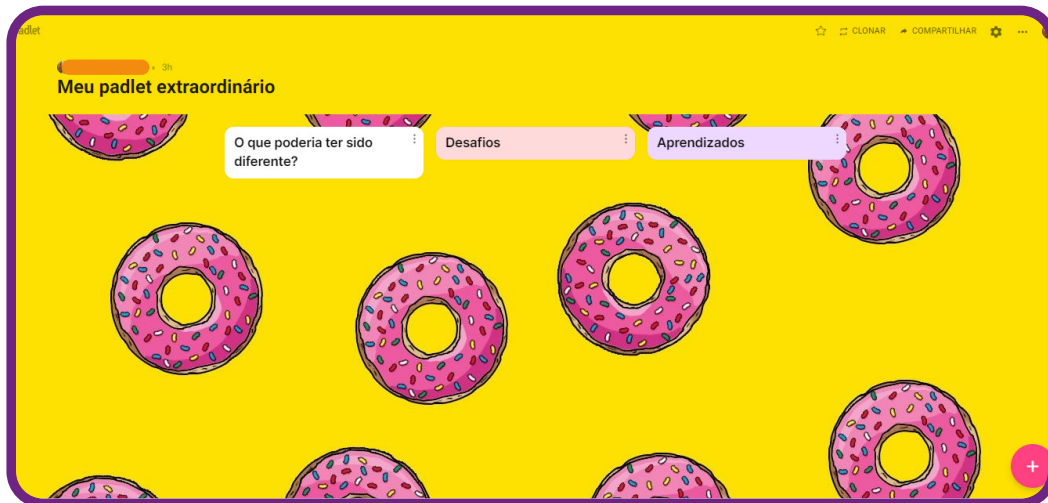 adlet
CLONAR
COMPARTILHAR
3h
Meu padlet extraordinário
O que poderia ter sido
diferente?
Desafios
Aprendizados